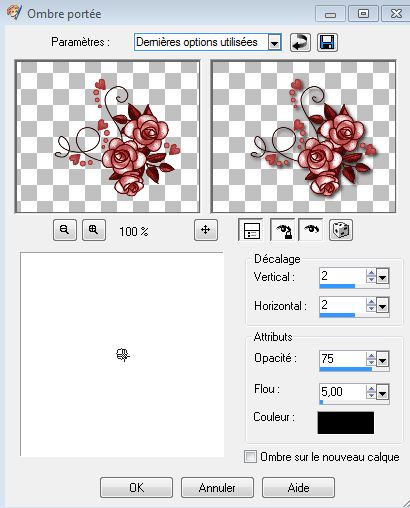 Ombre portée
Paramètres : Dernières options utilisées
100 %
Décalage
Vertical : 2
Horizontal : 2
Attributs
Opacité : 75
Flou : 5,00
Couleur :
Ombre sur le nouveau calque
OK Annuler Aide